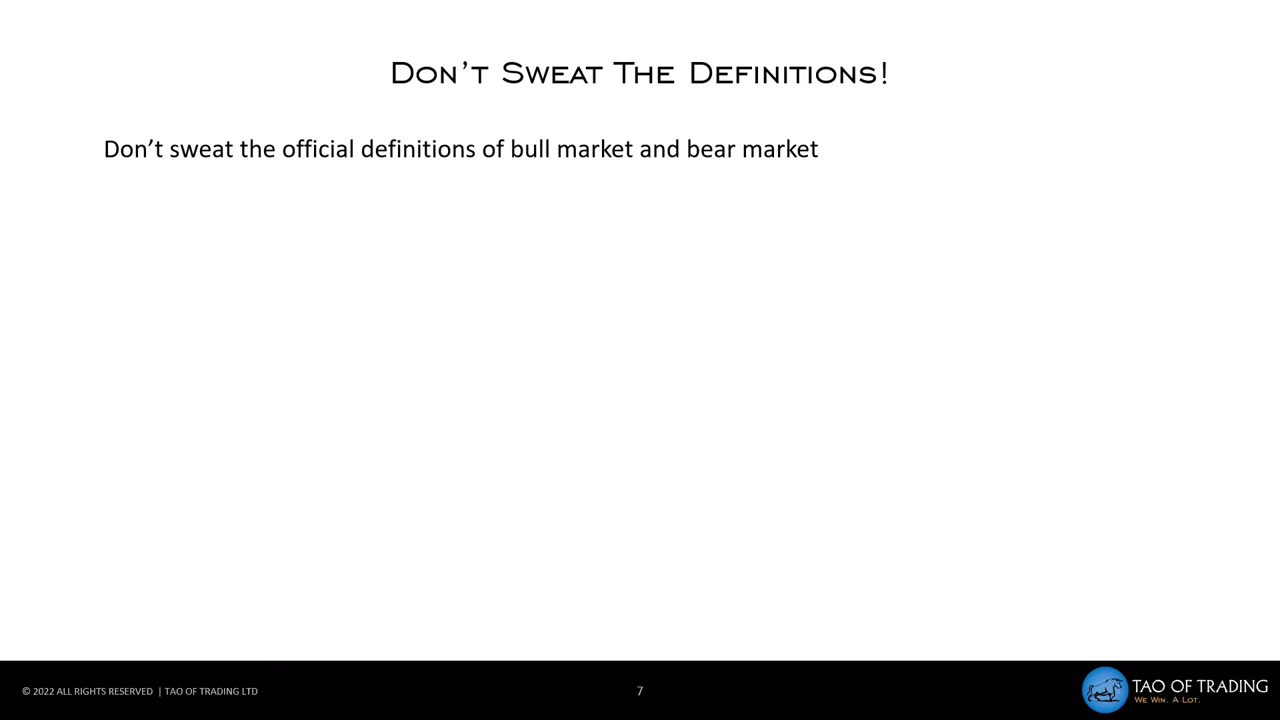 Don’t Sweat The Definitions!
Don’t sweat the official definitions of bull market and bear market
© 2022 ALL RIGHTS RESERVED | TAO OF TRADING LTD
7
TAO OF TRADING
We Win. A Lot.